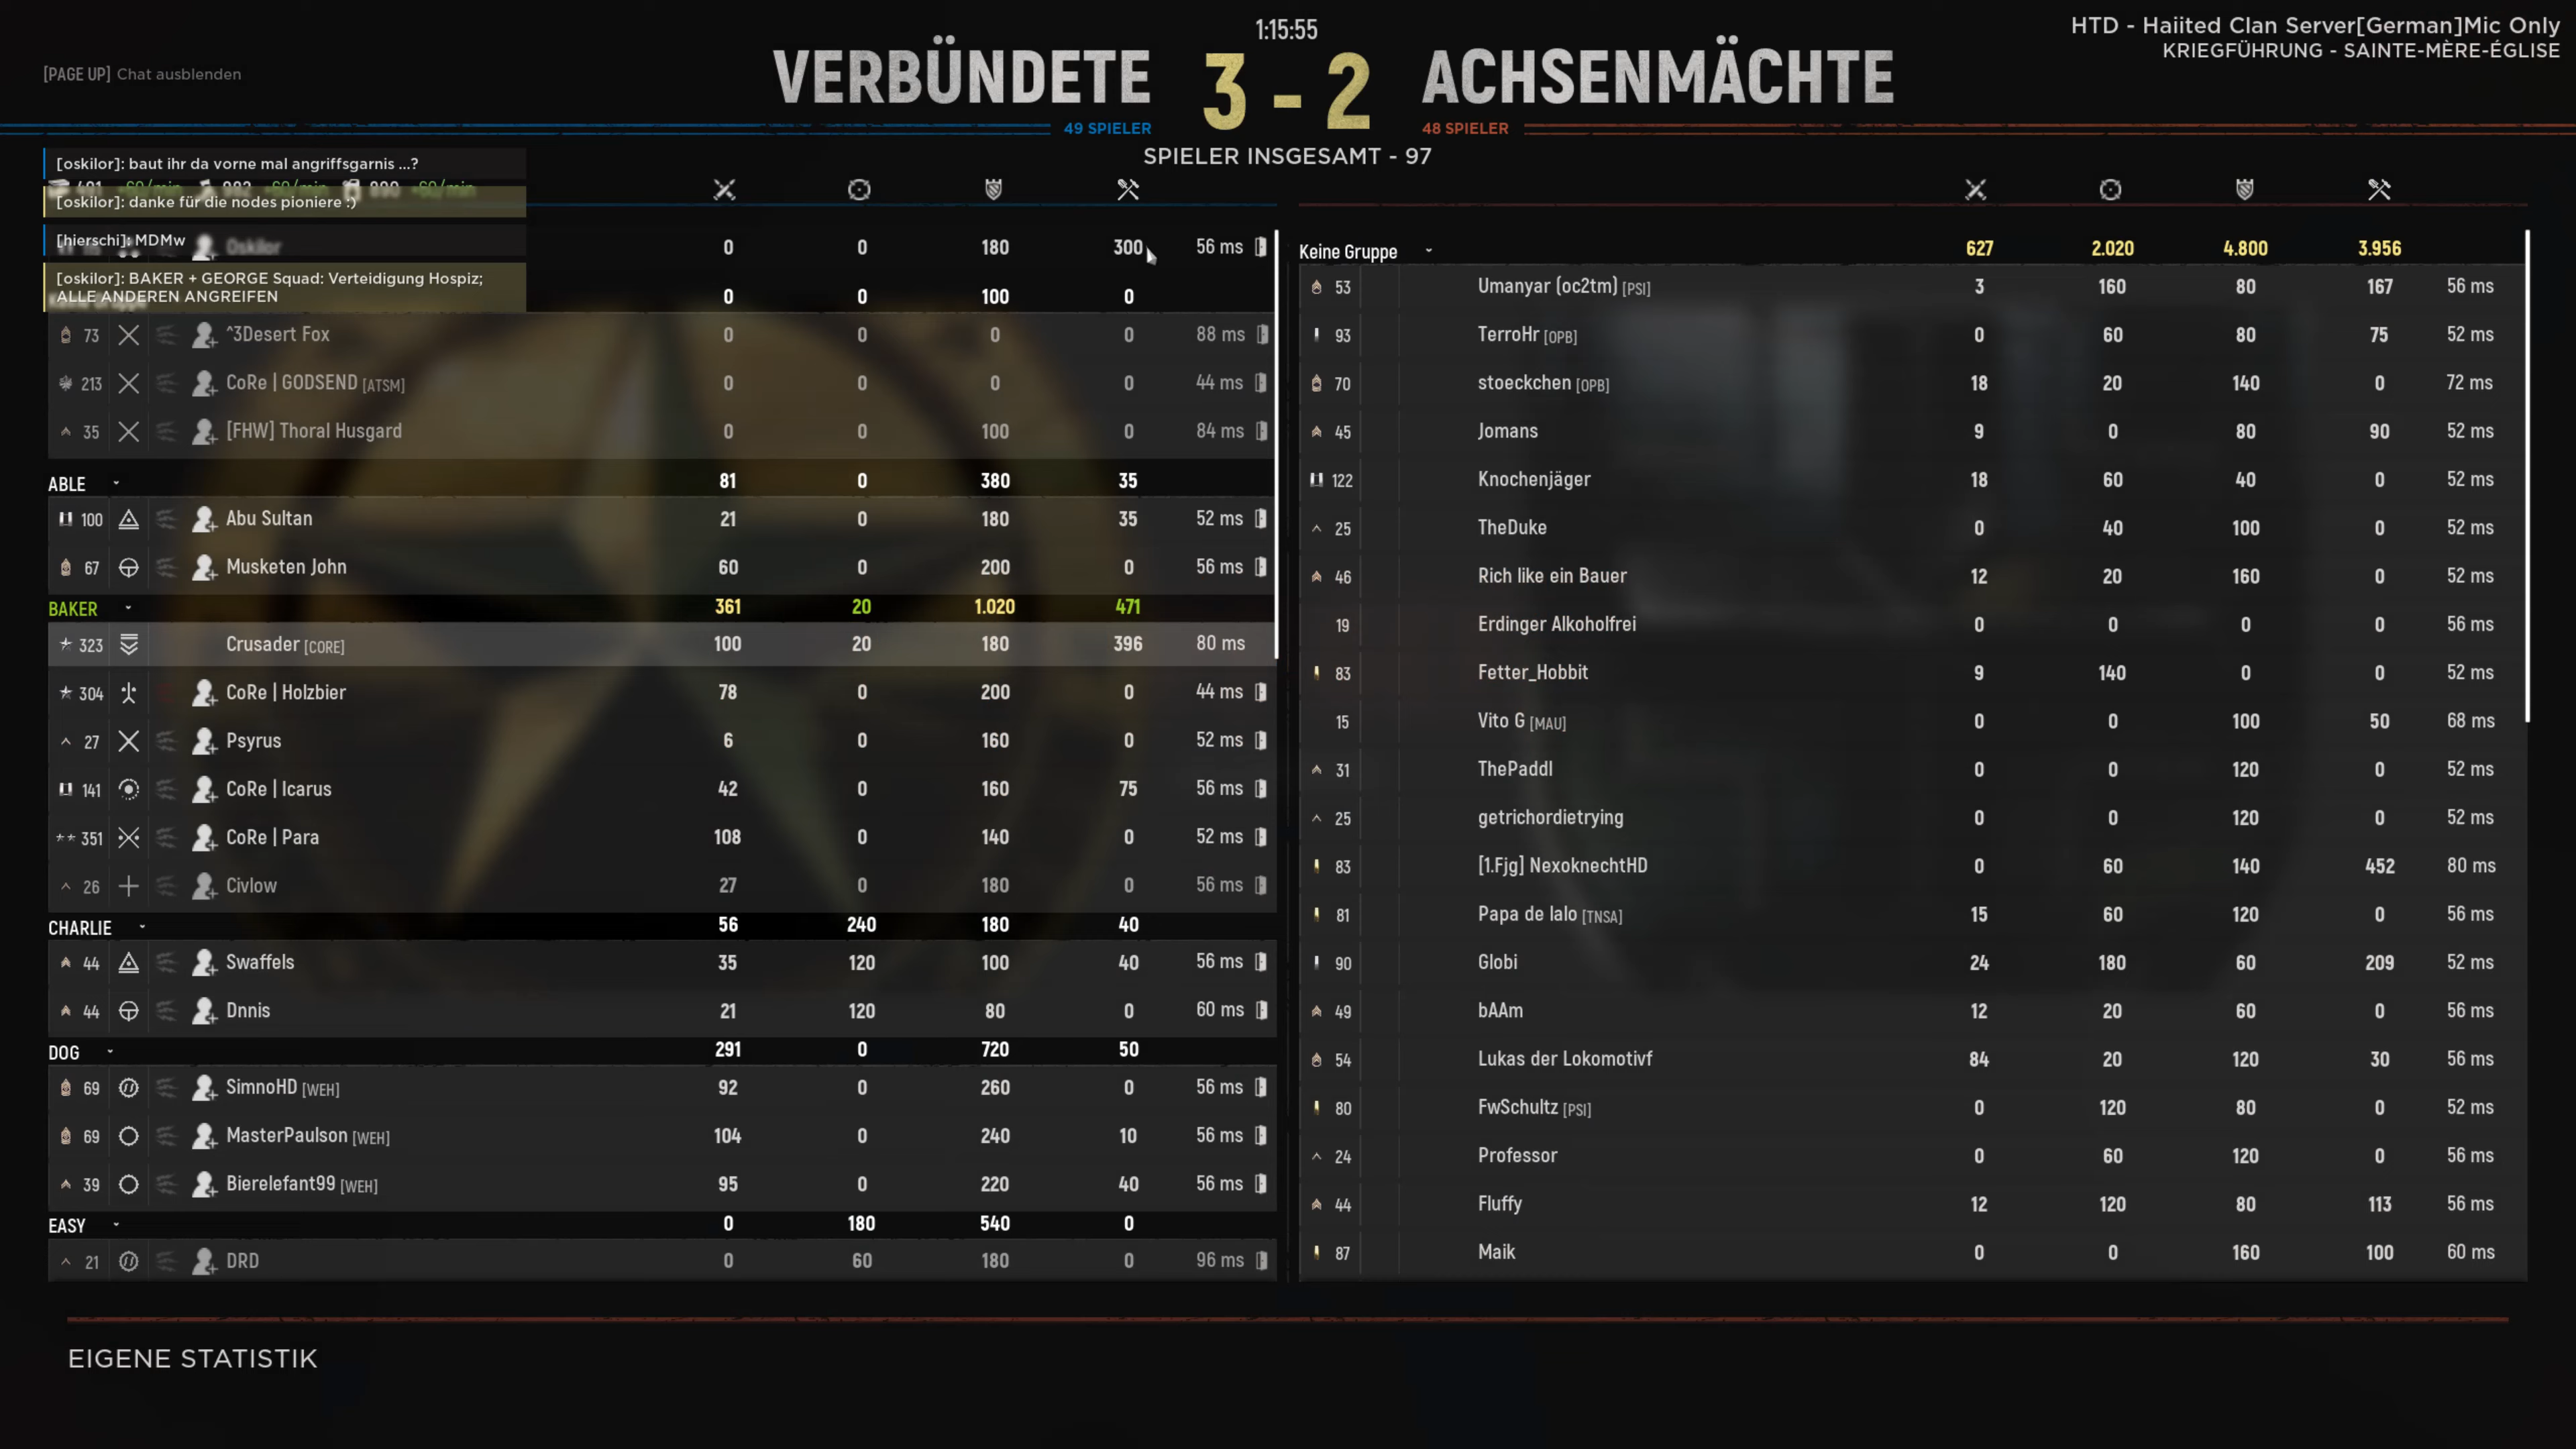 1:15:55
HTD - Haiited Clan Server[German]Mic Only
KRIEGFÜHRUNG - SAINTE-MÈRE-ÉGLISE
[PAGE UP] Chat ausblenden
VERBÜNDETE 3 - 2 ACHSENMÄCHTE
49 SPIELER 48 SPIELER
SPIELER INSGESAMT - 97
[oskilor]: baut ihr da vorne mal angriffsgarnis ...?
[oskilor]: danke für die nodes pioniere :)
[hierschi]: MDMw
[oskilor]: BAKER + GEORGE Squad: Verteidigung Hospiz;
ALLE ANDEREN ANGREIFEN
Oskilor 0 0 180 300 56 ms
0 0 100 0
73 ^3Desert Fox 0 0 0 0 88 ms
213 CoRe | GODSEND [ATSM] 0 0 0 0 44 ms
35 [FHW] Thoral Husgard 0 0 100 0 84 ms
ABLE 81 0 380 35
100 Abu Sultan 21 0 180 35 52 ms
67 Musketen John 60 0 200 0 56 ms
BAKER 361 20 1.020 471
323 Crusader [CORE] 100 20 180 396 80 ms
304 CoRe | Holzbier 78 0 200 0 44 ms
27 Psyrus 6 0 160 0 52 ms
141 CoRe | Icarus 42 0 160 75 56 ms
351 CoRe | Para 108 0 140 0 52 ms
26 Civlow 27 0 180 0 56 ms
CHARLIE 56 240 180 40
44 Swaffels 35 120 100 40 56 ms
44 Dnnis 21 120 80 0 60 ms
DOG 291 0 720 50
69 SimnoHD [WEH] 92 0 260 0 56 ms
69 MasterPaulson [WEH] 104 0 240 10 56 ms
39 Bierelefant99 [WEH] 95 0 220 40 56 ms
EASY 0 180 540 0
21 DRD 0 60 180 0 96 ms
Keine Gruppe 627 2.020 4.800 3.956
53 Umanyar (oc2tm) [PSI] 3 160 80 167 56 ms
93 TerroHr [OPB] 0 60 80 75 52 ms
70 stoeckchen [OPB] 18 20 140 0 72 ms
45 Jomans 9 0 80 90 52 ms
122 Knochenjäger 18 60 40 0 52 ms
25 TheDuke 0 40 100 0 52 ms
46 Rich like ein Bauer 12 20 160 0 52 ms
19 Erdinger Alkoholfrei 0 0 0 0 56 ms
83 Fetter_Hobbit 9 140 0 0 52 ms
15 Vito G [MAU] 0 0 100 50 68 ms
31 ThePaddl 0 0 120 0 52 ms
25 getrichordietrying 0 0 120 0 52 ms
83 [1.Fjg] NexoknechtHD 0 60 140 452 80 ms
81 Papa de lalo [TNSA] 15 60 120 0 56 ms
90 Globi 24 180 60 209 52 ms
49 bAAm 12 20 60 0 56 ms
54 Lukas der Lokomotivf 84 20 120 30 56 ms
80 FwSchultz [PSI] 0 120 80 0 52 ms
24 Professor 0 60 120 0 56 ms
44 Fluffy 12 120 80 113 56 ms
87 Maik 0 0 160 100 60 ms
EIGENE STATISTIK